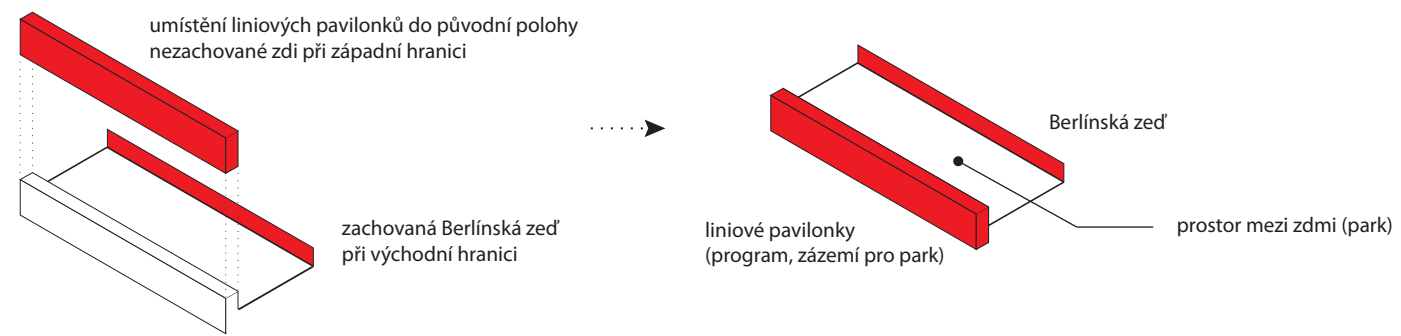 umístění liniových pavilonků do původní polohy
nezachované zdi při západní hranici
zachovaná Berlínská zeď
při východní hranici
Berlínská zeď
liniové pavilonky
(program, zázemí pro park)
prostor mezi zdmi (park)